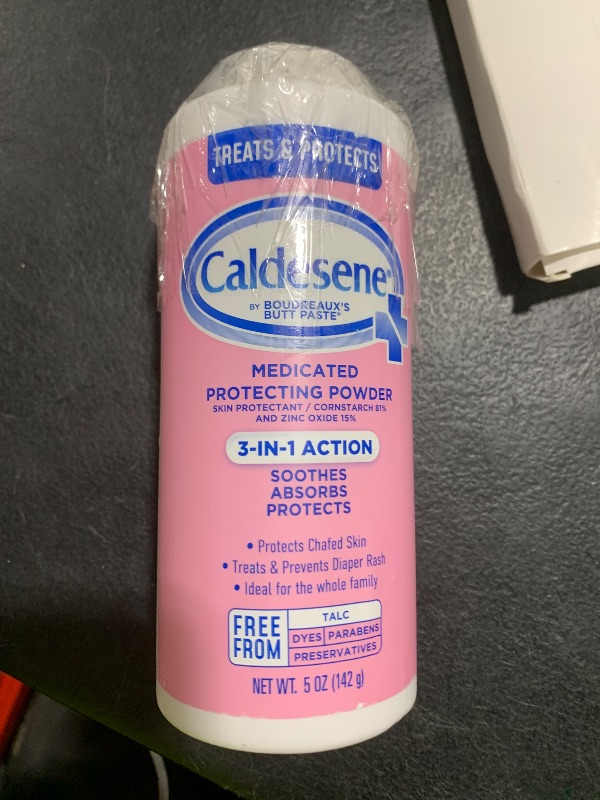 TREATS & PROTECTS
Caldesene®
BY BOUDREAUX'S
BUTT PASTE®
MEDICATED
PROTECTING POWDER
SKIN PROTECTANT / CORNSTARCH 81%
AND ZINC OXIDE 15%
3-IN-1 ACTION
SOOTHES
ABSORBS
PROTECTS
• Protects Chafed Skin
• Treats & Prevents Diaper Rash
• Ideal for the whole family
FREE
FROM
TALC
DYES PARABENS
PRESERVATIVES
NET WT. 5 OZ (142 g)